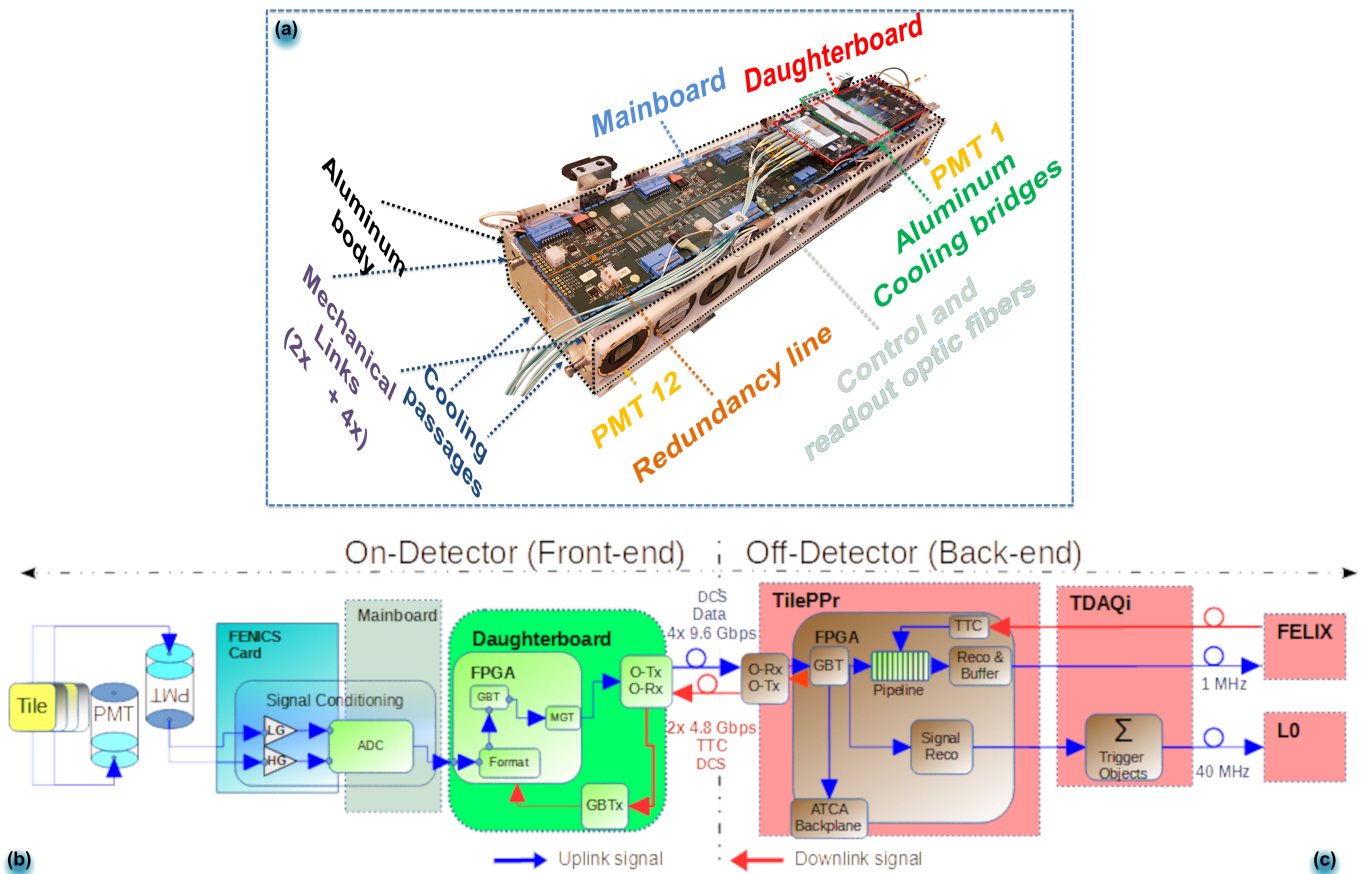 (a)
Daughterboard
Mainboard
PMT 1
Aluminum
Cooling bridges
Aluminum
body
Mechanical
Links
(2x + 4x)
Cooling
passages
PMT 12
Redundancy line
Control and
readout optic fibers
On-Detector (Front-end)
Off-Detector (Back-end)
Tile
PMT
PMT
FENICS
Card
Mainboard
Signal Conditioning
LG
HG
ADC
Daughterboard
FPGA
GBT
MGT
Format
GBTx
O-Tx
O-Rx
DCS
Data
4x 9.6 Gbps
2x 4.8 Gbps
TTC
DCS
TilePPr
O-Rx
O-Tx
FPGA
GBT
TTC
Pipeline
Reco &
Buffer
Signal
Reco
ATCA
Backplane
TDAQi
Σ
Trigger
Objects
FELIX
1 MHz
L0
40 MHz
Uplink signal
Downlink signal
(b)
(c)